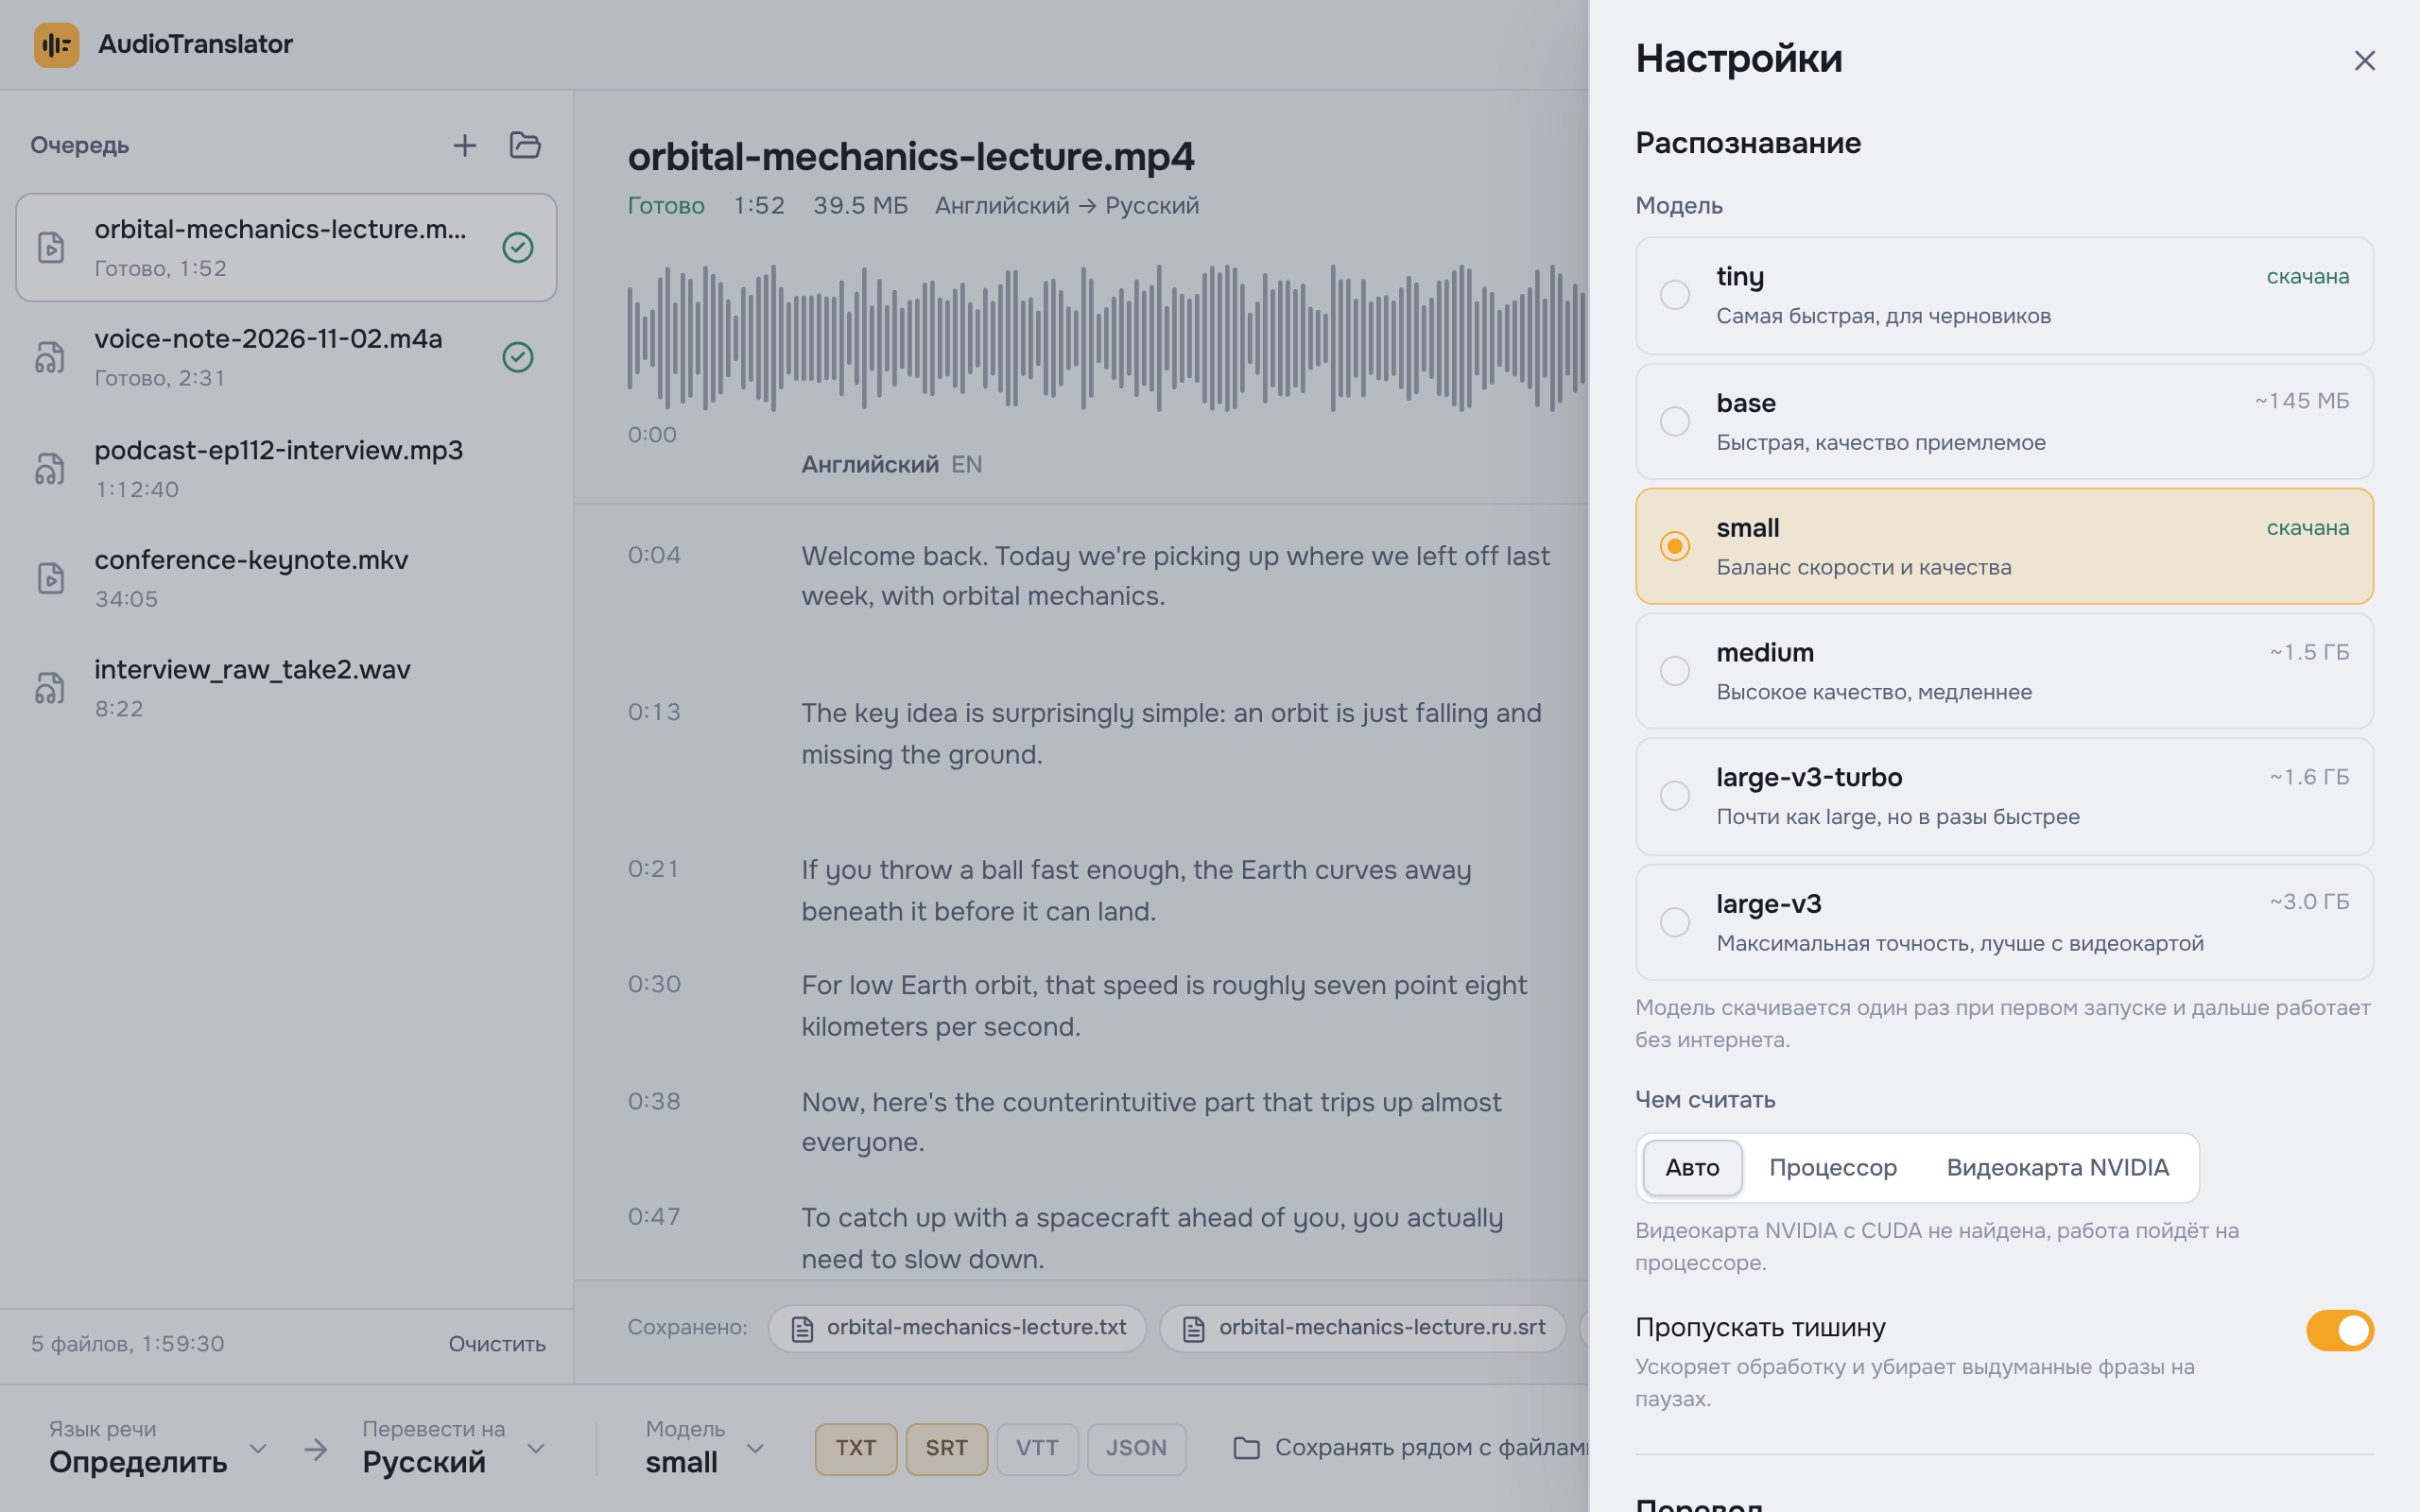 AudioTranslator
Очередь
orbital-mechanics-lecture.m...
Готово, 1:52
voice-note-2026-11-02.m4a
Готово, 2:31
podcast-ep112-interview.mp3
1:12:40
conference-keynote.mkv
34:05
interview_raw_take2.wav
8:22
5 файлов, 1:59:30
Очистить
orbital-mechanics-lecture.mp4
Готово 1:52 39.5 МБ Английский → Русский
0:00
Английский EN
0:04
Welcome back. Today we're picking up where we left off last
week, with orbital mechanics.
0:13
The key idea is surprisingly simple: an orbit is just falling and
missing the ground.
0:21
If you throw a ball fast enough, the Earth curves away
beneath it before it can land.
0:30
For low Earth orbit, that speed is roughly seven point eight
kilometers per second.
0:38
Now, here's the counterintuitive part that trips up almost
everyone.
0:47
To catch up with a spacecraft ahead of you, you actually
need to slow down.
Сохранено: orbital-mechanics-lecture.txt orbital-mechanics-lecture.ru.srt
Язык речи
Определить
Перевести на
Русский
Модель
small
TXT SRT VTT JSON
Сохранять рядом с файлам
Настройки
Распознавание
Модель
tiny
скачана
Самая быстрая, для черновиков
base
~145 МБ
Быстрая, качество приемлемое
small
скачана
Баланс скорости и качества
medium
~1.5 ГБ
Высокое качество, медленнее
large-v3-turbo
~1.6 ГБ
Почти как large, но в разы быстрее
large-v3
~3.0 ГБ
Максимальная точность, лучше с видеокартой
Модель скачивается один раз при первом запуске и дальше работает
без интернета.
Чем считать
Авто Процессор Видеокарта NVIDIA
Видеокарта NVIDIA с CUDA не найдена, работа пойдёт на
процессоре.
Пропускать тишину
Ускоряет обработку и убирает выдуманные фразы на
паузах.
Перевод